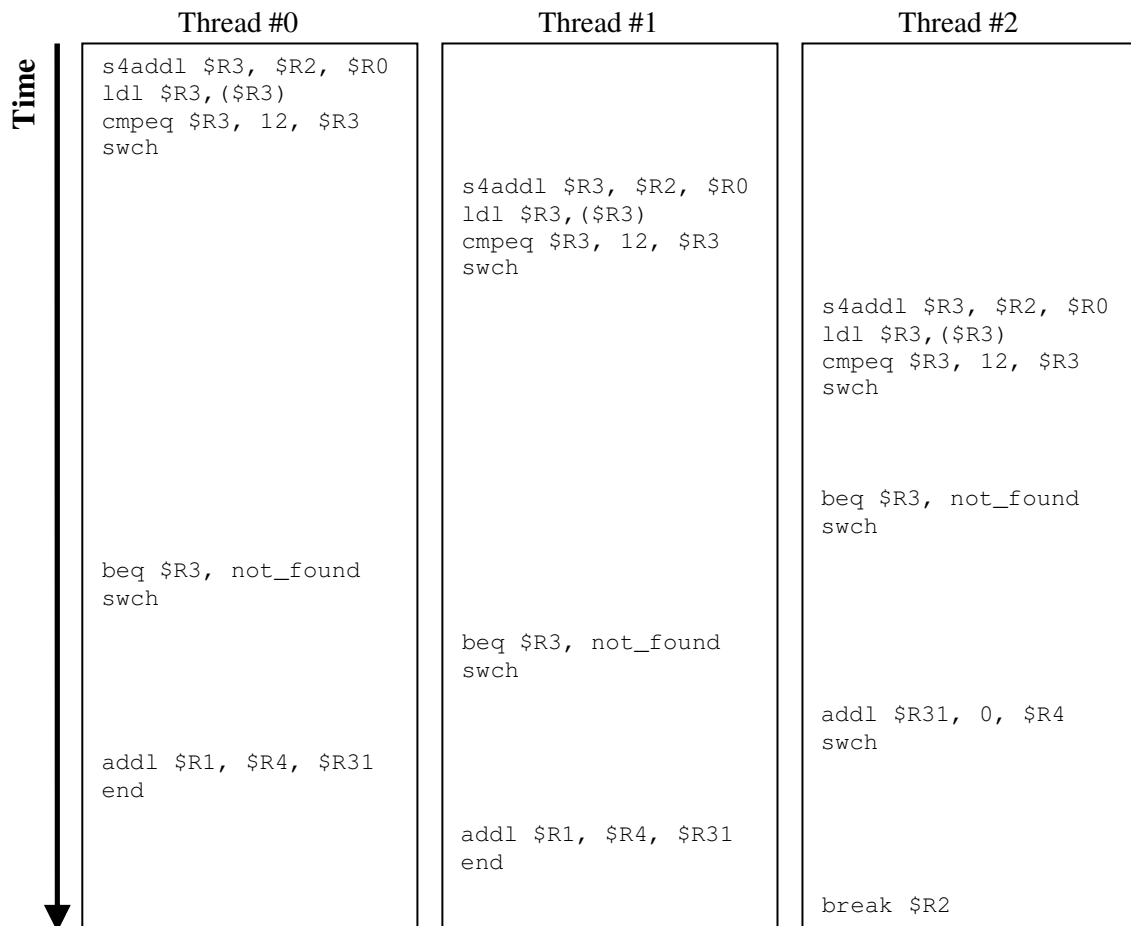 Thread #0
Thread #1
Thread #2
Time
s4addl $R3, $R2, $R0
ldl $R3,($R3)
cmpeq $R3, 12, $R3
swch
s4addl $R3, $R2, $R0
ldl $R3,($R3)
cmpeq $R3, 12, $R3
swch
s4addl $R3, $R2, $R0
ldl $R3,($R3)
cmpeq $R3, 12, $R3
swch
beq $R3, not_found
swch
beq $R3, not_found
swch
beq $R3, not_found
swch
addl $R31, 0, $R4
swch
addl $R1, $R4, $R31
end
addl $R1, $R4, $R31
end
break $R2